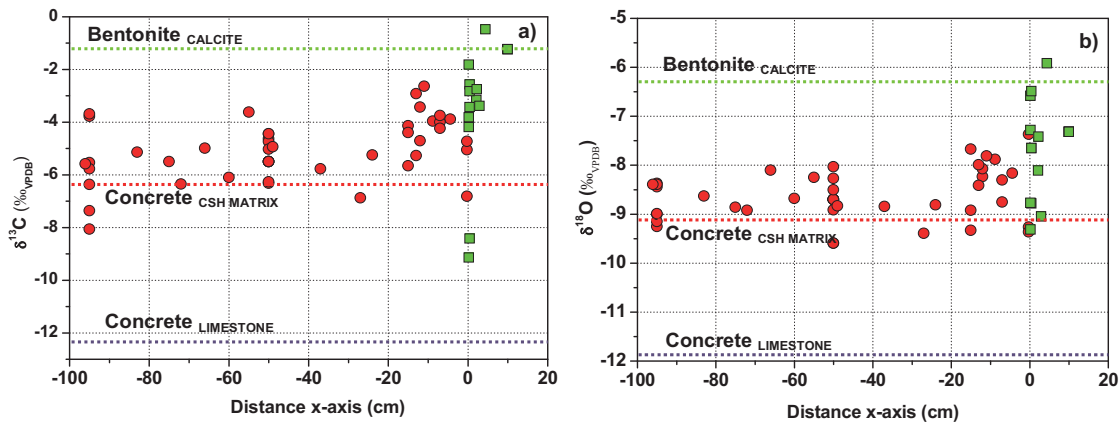 a)
Bentonite CALCITE
Concrete CSH MATRIX
Concrete LIMESTONE
0
-2
-4
-6
-8
-10
-12
δ13C (‰VPDB)
-100 -80 -60 -40 -20 0 20
Distance x-axis (cm)
b)
Bentonite CALCITE
Concrete CSH MATRIX
Concrete LIMESTONE
-5
-6
-7
-8
-9
-10
-11
-12
δ18O (‰VPDB)
-100 -80 -60 -40 -20 0 20
Distance x-axis (cm)